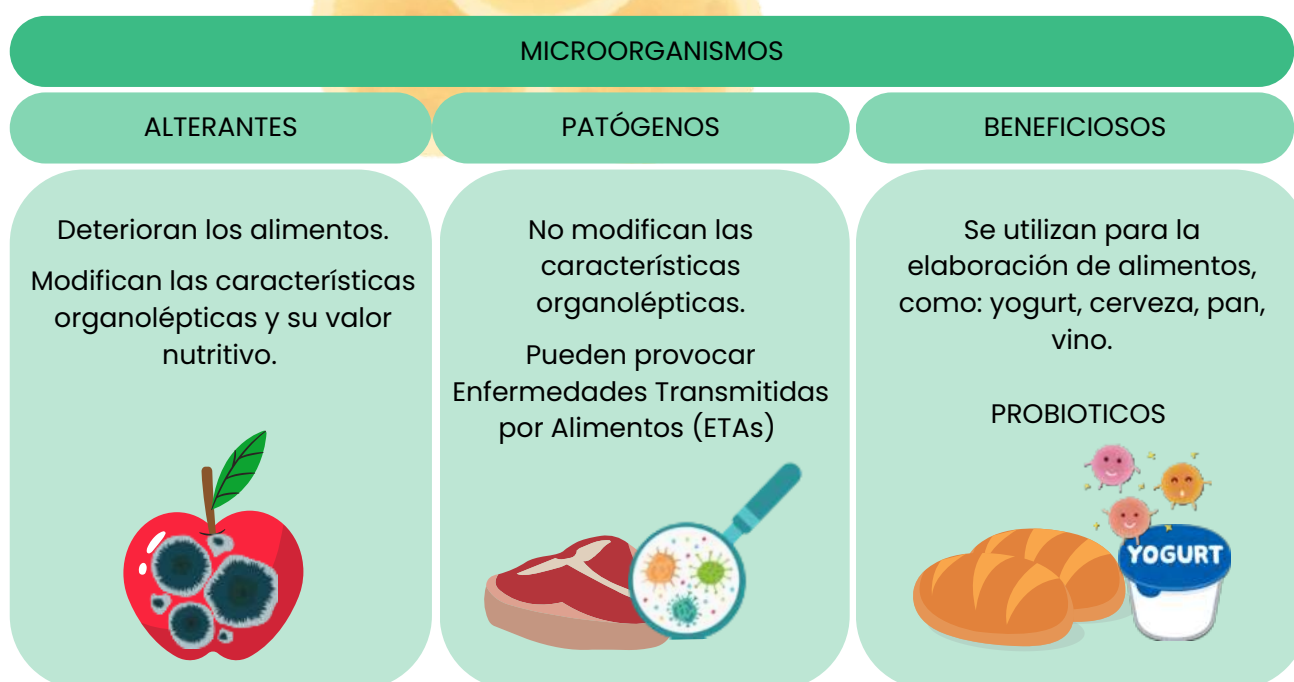 MICROORGANISMOS
ALTERANTES
Deterioran los alimentos.
Modifican las características
organolépticas y su valor
nutritivo.
PATÓGENOS
No modifican las
características
organolépticas.
Pueden provocar
Enfermedades Transmitidas
por Alimentos (ETAs)
BENEFICIOSOS
Se utilizan para la
elaboración de alimentos,
como: yogurt, cerveza, pan,
vino.
PROBIOTICOS
YOGURT